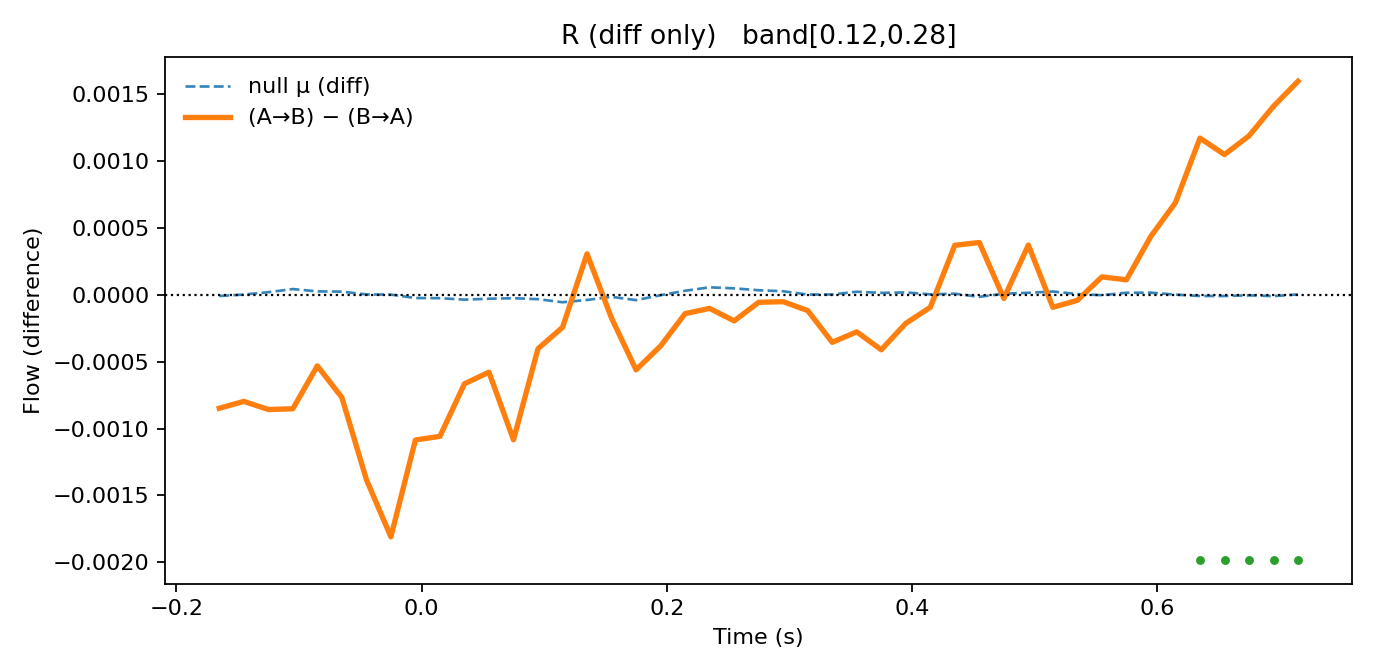 R (diff only)   band[0.12,0.28]
null µ (diff)
(A→B) − (B→A)
0.0015
0.0010
0.0005
0.0000
−0.0005
−0.0010
−0.0015
−0.0020
Flow (difference)
−0.2
0.0
0.2
0.4
0.6
Time (s)